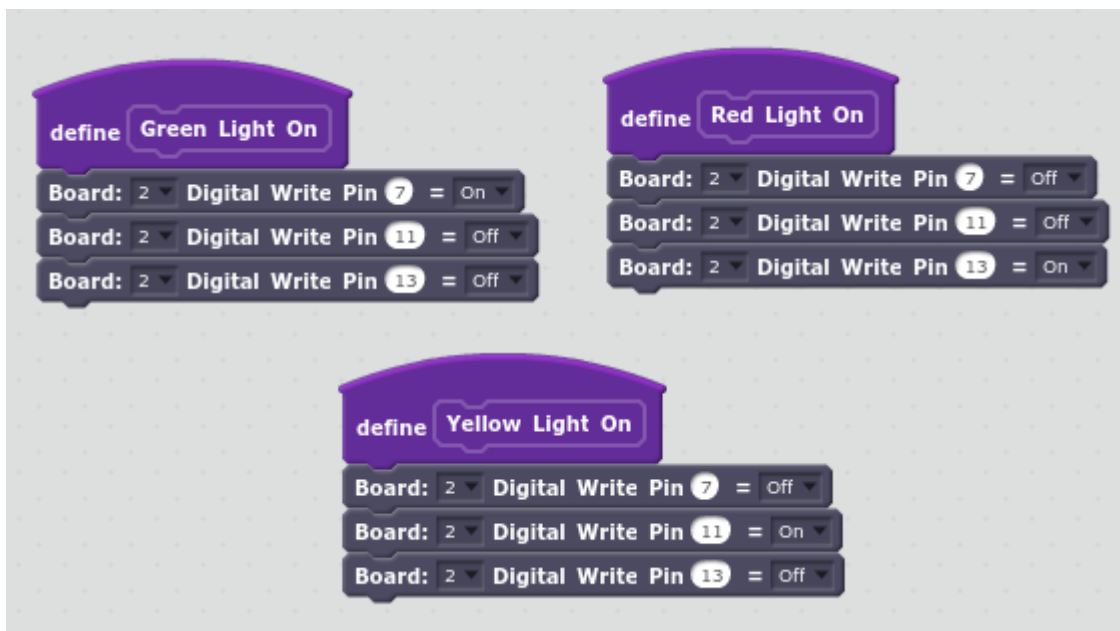 define Green Light On
Board: 2 Digital Write Pin 7 = On
Board: 2 Digital Write Pin 11 = Off
Board: 2 Digital Write Pin 13 = Off
define Red Light On
Board: 2 Digital Write Pin 7 = Off
Board: 2 Digital Write Pin 11 = Off
Board: 2 Digital Write Pin 13 = On
define Yellow Light On
Board: 2 Digital Write Pin 7 = Off
Board: 2 Digital Write Pin 11 = On
Board: 2 Digital Write Pin 13 = Off